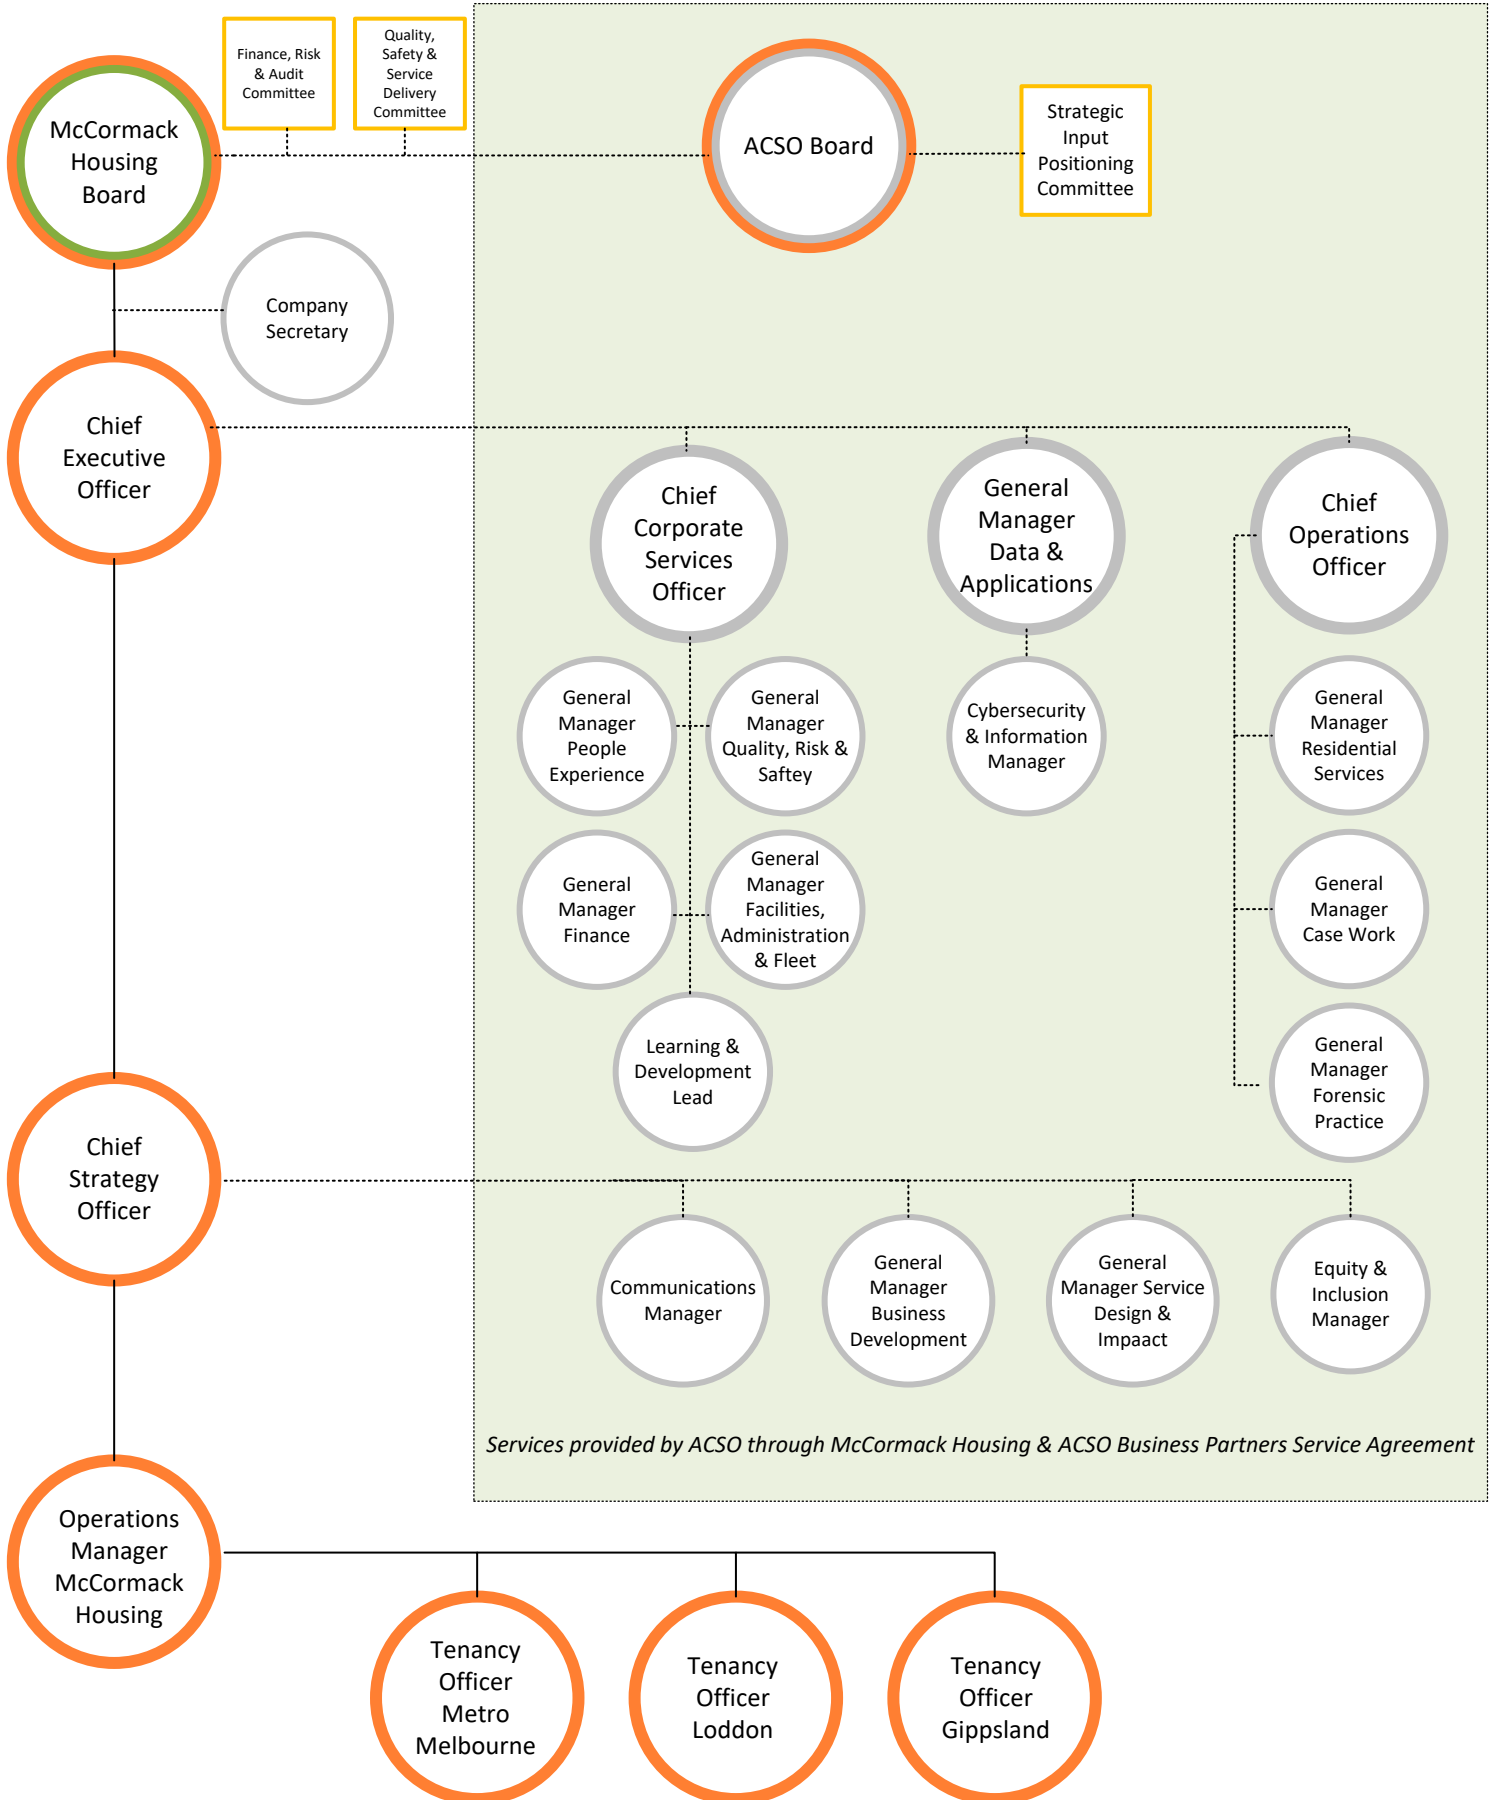 Finance, Risk
& Audit
Committee
Quality,
Safety &
Service
Delivery
Committee
McCormack
Housing
Board
ACSO Board
Strategic
Input
Positioning
Committee
Company
Secretary
Chief
Executive
Officer
Chief
Corporate
Services
Officer
General
Manager
Data &
Applications
Chief
Operations
Officer
General
Manager
People
Experience
General
Manager
Quality, Risk &
Saftey
Cybersecurity
& Information
Manager
General
Manager
Residential
Services
General
Manager
Finance
General
Manager
Facilities,
Administration
& Fleet
General
Manager
Case Work
Learning &
Development
Lead
General
Manager
Forensic
Practice
Chief
Strategy
Officer
Communications
Manager
General
Manager
Business
Development
General
Manager Service
Design &
Impaact
Equity &
Inclusion
Manager
Services provided by ACSO through McCormack Housing & ACSO Business Partners Service Agreement
Operations
Manager
McCormack
Housing
Tenancy
Officer
Metro
Melbourne
Tenancy
Officer
Loddon
Tenancy
Officer
Gippsland